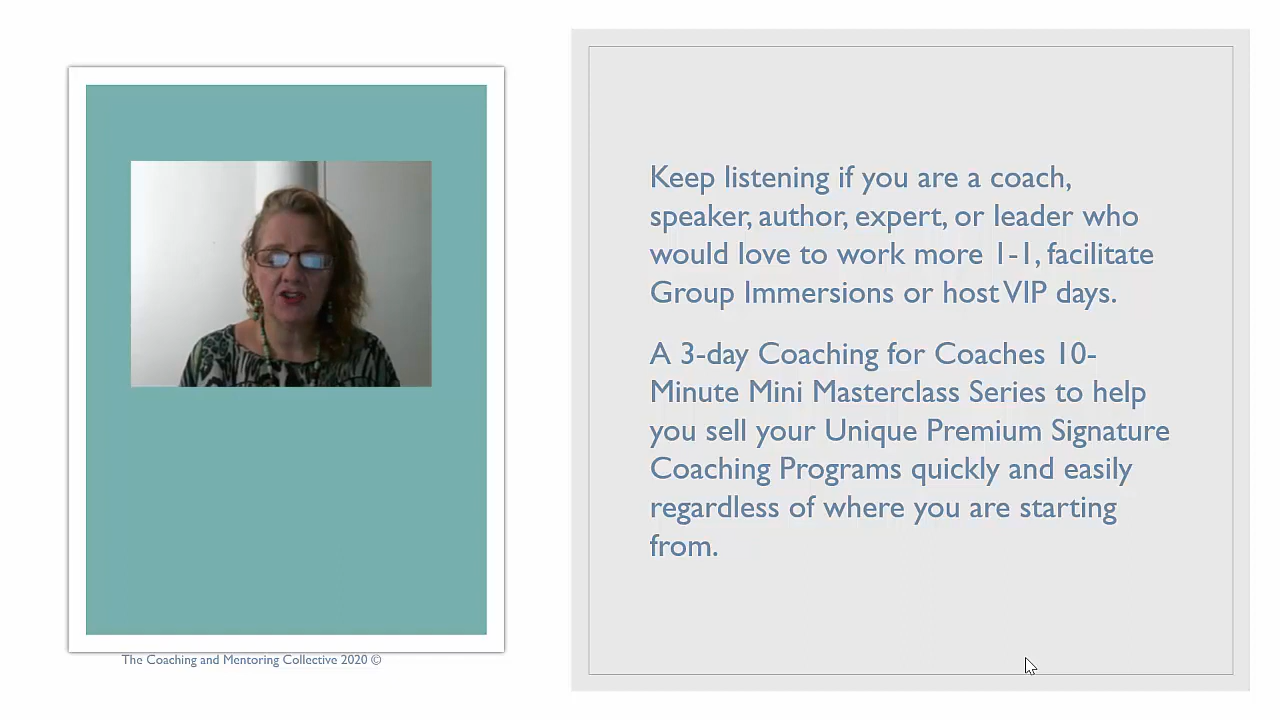 Keep listening if you are a coach,
speaker, author, expert, or leader who
would love to work more 1-1, facilitate
Group Immersions or host VIP days.
A 3-day Coaching for Coaches 10-
Minute Mini Masterclass Series to help
you sell your Unique Premium Signature
Coaching Programs quickly and easily
regardless of where you are starting
from.
The Coaching and Mentoring Collective 2020 ©